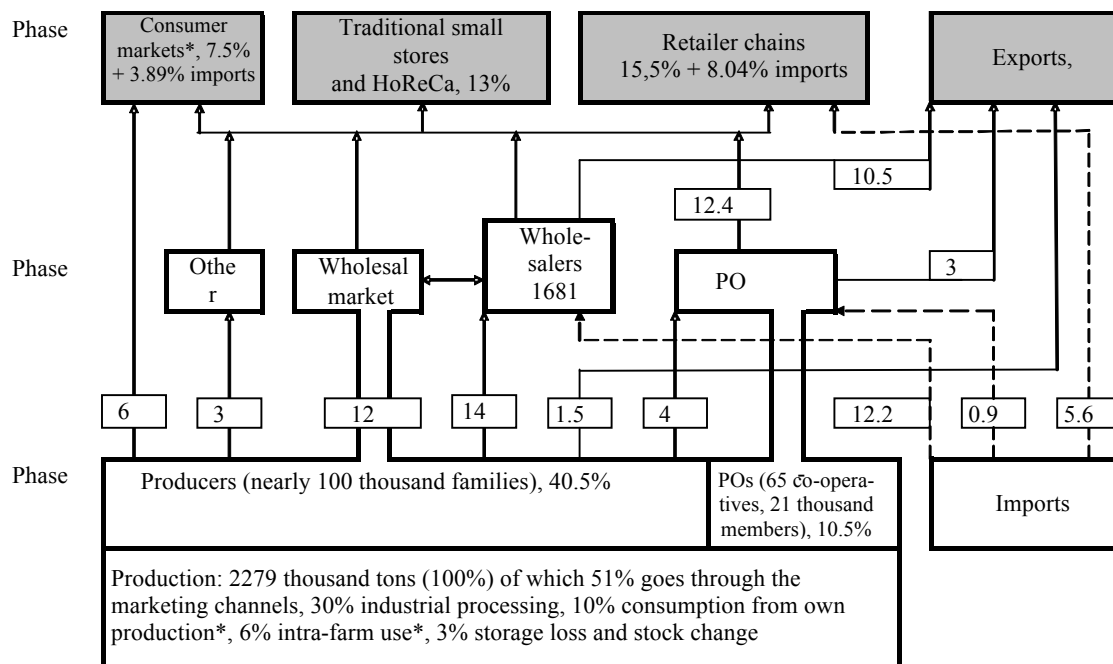 Phase
Consumer
markets*, 7.5%
+ 3.89% imports
Traditional small
stores
and HoReCa, 13%
Retailer chains
15,5% + 8.04% imports
Exports,
10.5
12.4
Phase
Othe
r
Wholesal
market
Whole-
salers
1681
PO
3
6
3
12
14
1.5
4
12.2
0.9
5.6
Phase
Producers (nearly 100 thousand families), 40.5%
POs (65 co-opera-
tives, 21 thousand
members), 10.5%
Imports
Production: 2279 thousand tons (100%) of which 51% goes through the
marketing channels, 30% industrial processing, 10% consumption from own
production*, 6% intra-farm use*, 3% storage loss and stock change